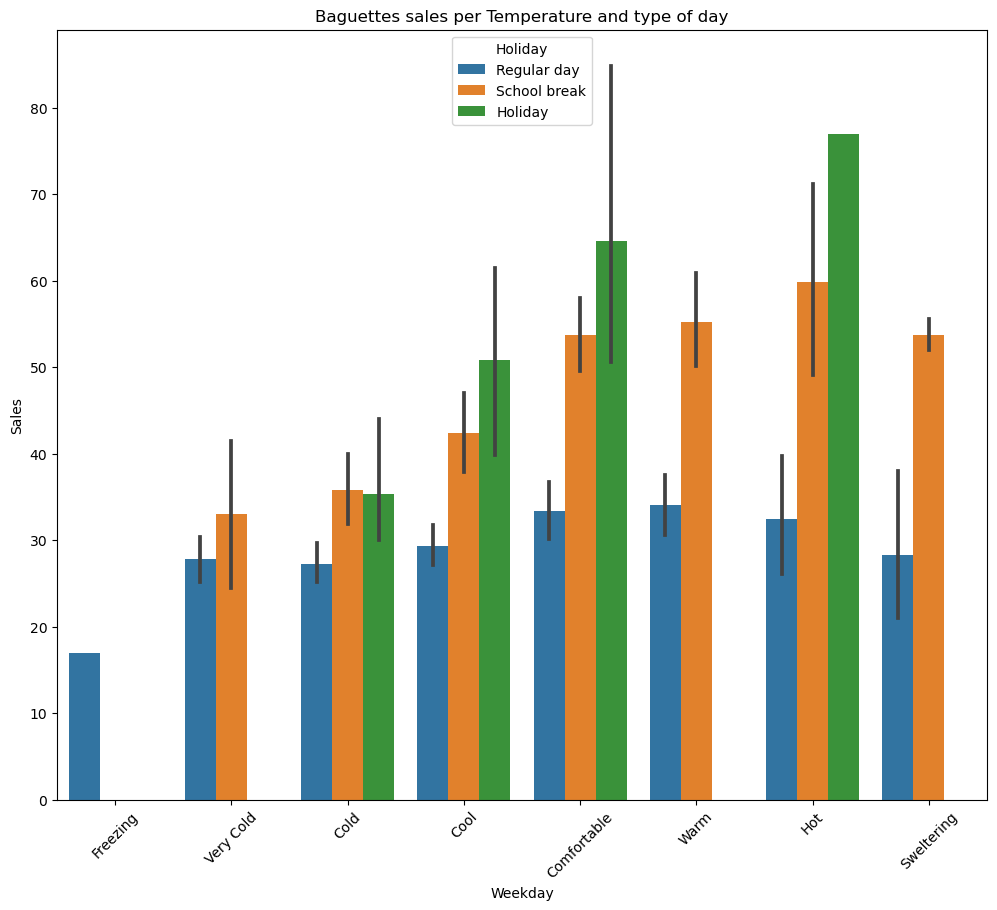 Baguettes sales per Temperature and type of day
Holiday
Regular day
School break
Holiday
Sales
80
70
60
50
40
30
20
10
0
Freezing
Very Cold
Cold
Cool
Comfortable
Warm
Hot
Sweltering
Weekday